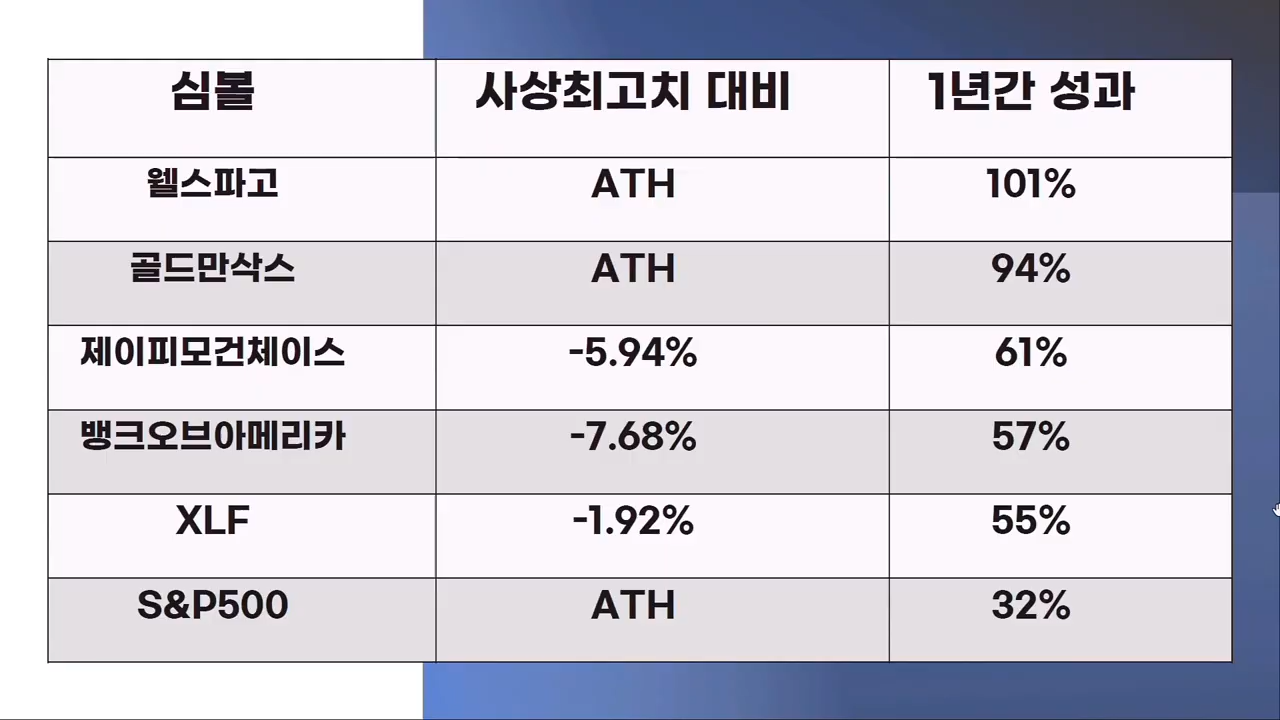 심볼 사상최고치 대비 1년간 성과
웰스파고 ATH 101%
골드만삭스 ATH 94%
제이피모건체이스 -5.94% 61%
뱅크오브아메리카 -7.68% 57%
XLF -1.92% 55%
S&P500 ATH 32%